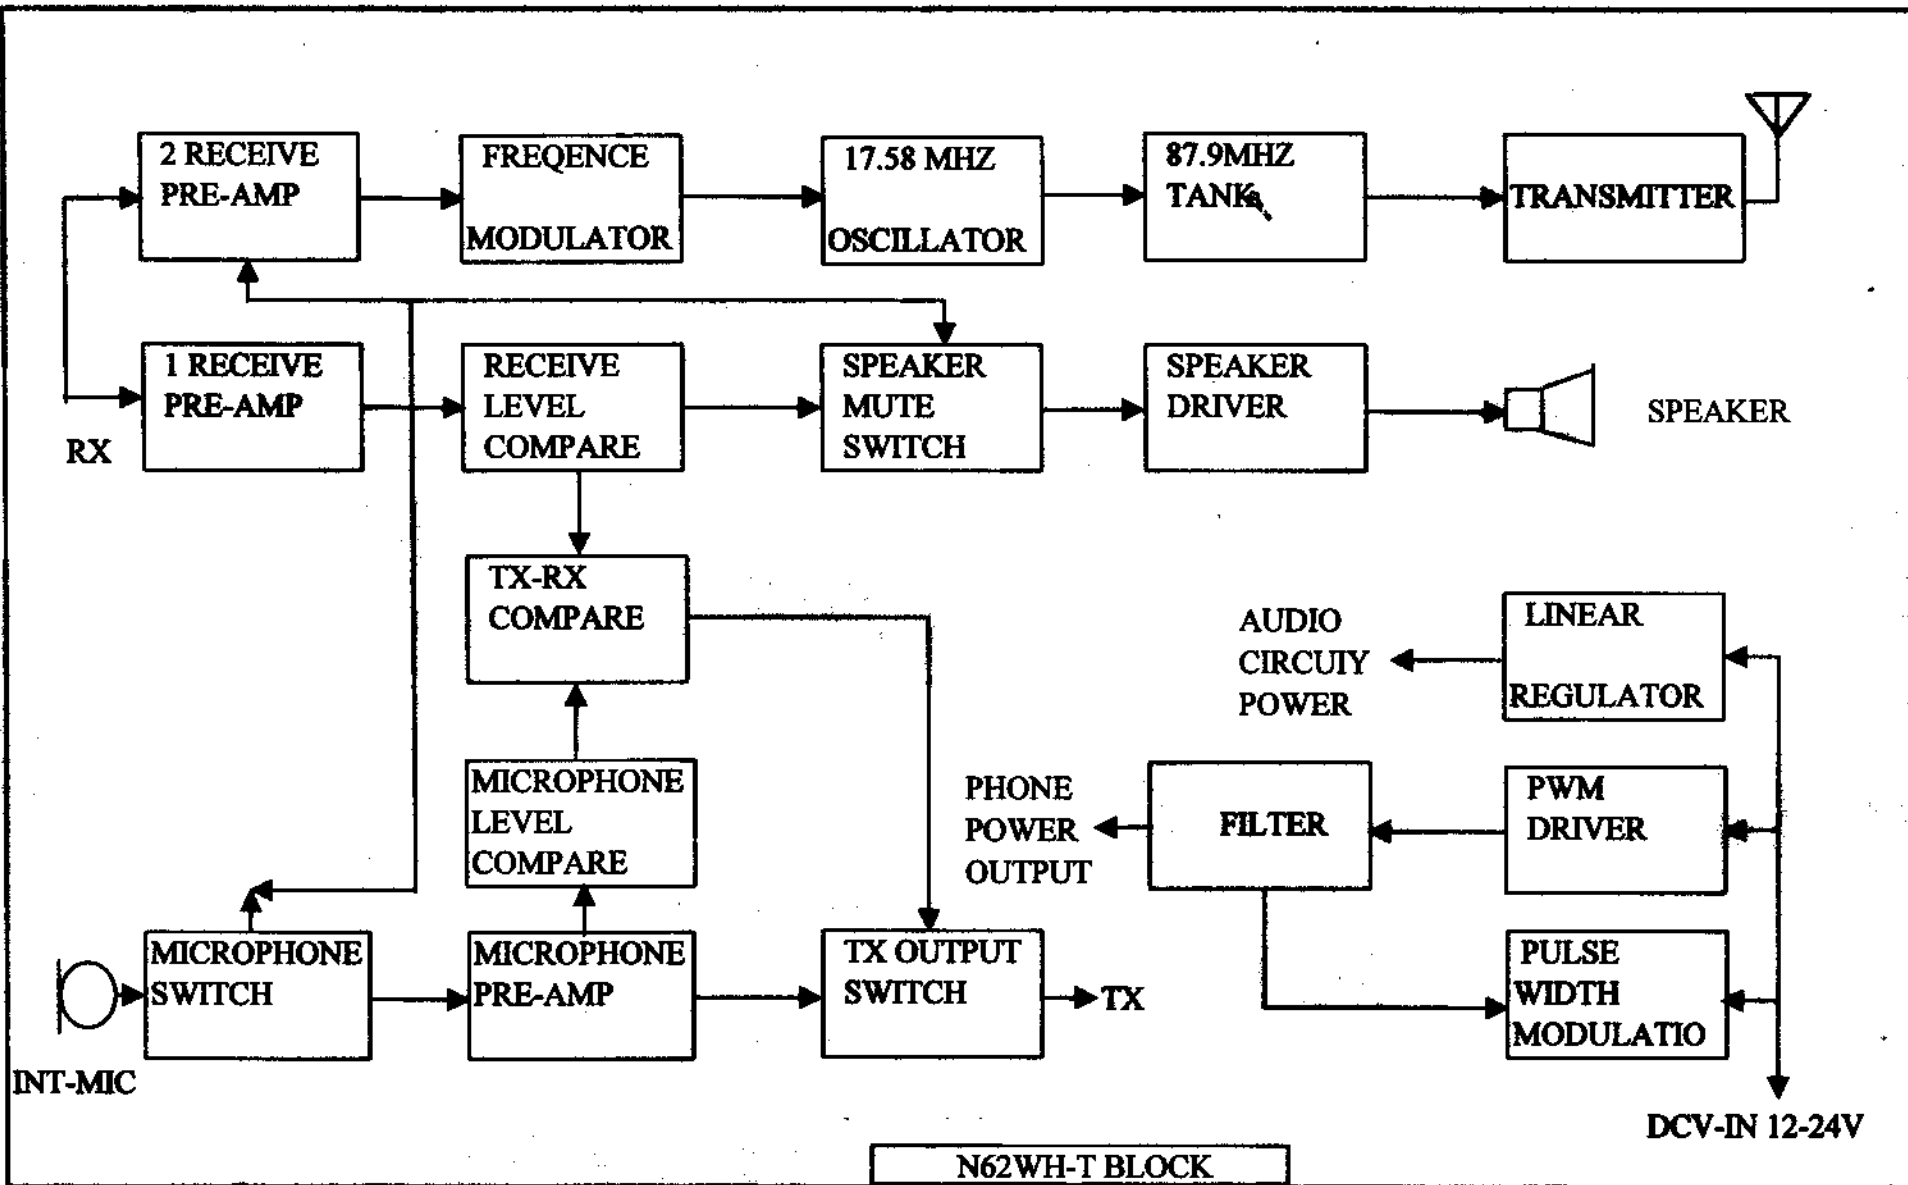 2 RECEIVE
PRE-AMP
FREQENCE
MODULATOR
17.58 MHZ
OSCILLATOR
87.9MHZ
TANK
TRANSMITTER
1 RECEIVE
PRE-AMP
RX
RECEIVE
LEVEL
COMPARE
SPEAKER
MUTE
SWITCH
SPEAKER
DRIVER
SPEAKER
TX-RX
COMPARE
AUDIO
CIRCUIY
POWER
LINEAR
REGULATOR
MICROPHONE
LEVEL
COMPARE
PHONE
POWER
OUTPUT
FILTER
PWM
DRIVER
INT-MIC
MICROPHONE
SWITCH
MICROPHONE
PRE-AMP
TX OUTPUT
SWITCH
TX
PULSE
WIDTH
MODULATIO
DCV-IN 12-24V
N62WH-T BLOCK